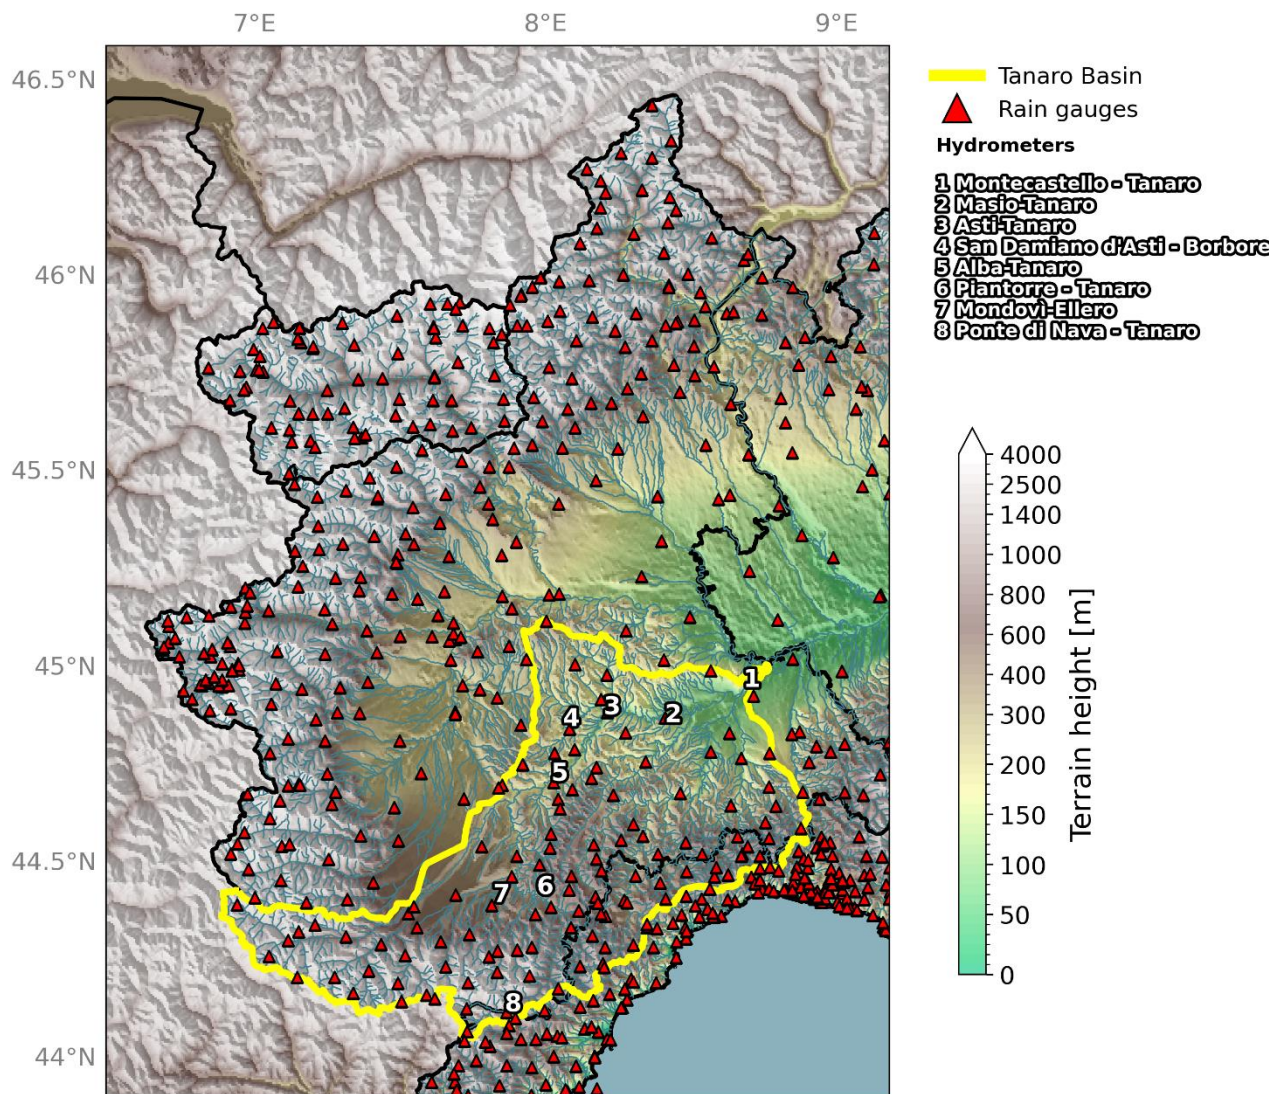 7°E 8°E 9°E
46.5°N
46°N
45.5°N
45°N
44.5°N
44°N
Tanaro Basin
Rain gauges
Hydrometers
1 Montecastello - Tanaro
2 Masio-Tanaro
3 Asti-Tanaro
4 San Damiano d'Asti - Borbore
5 Alba-Tanaro
6 Piantorre - Tanaro
7 Mondovì-Ellero
8 Ponte di Nava - Tanaro
4000
2500
1400
1000
800
600
400
300
200
150
100
50
0
Terrain height [m]
1
2
3
4
5
6
7
8